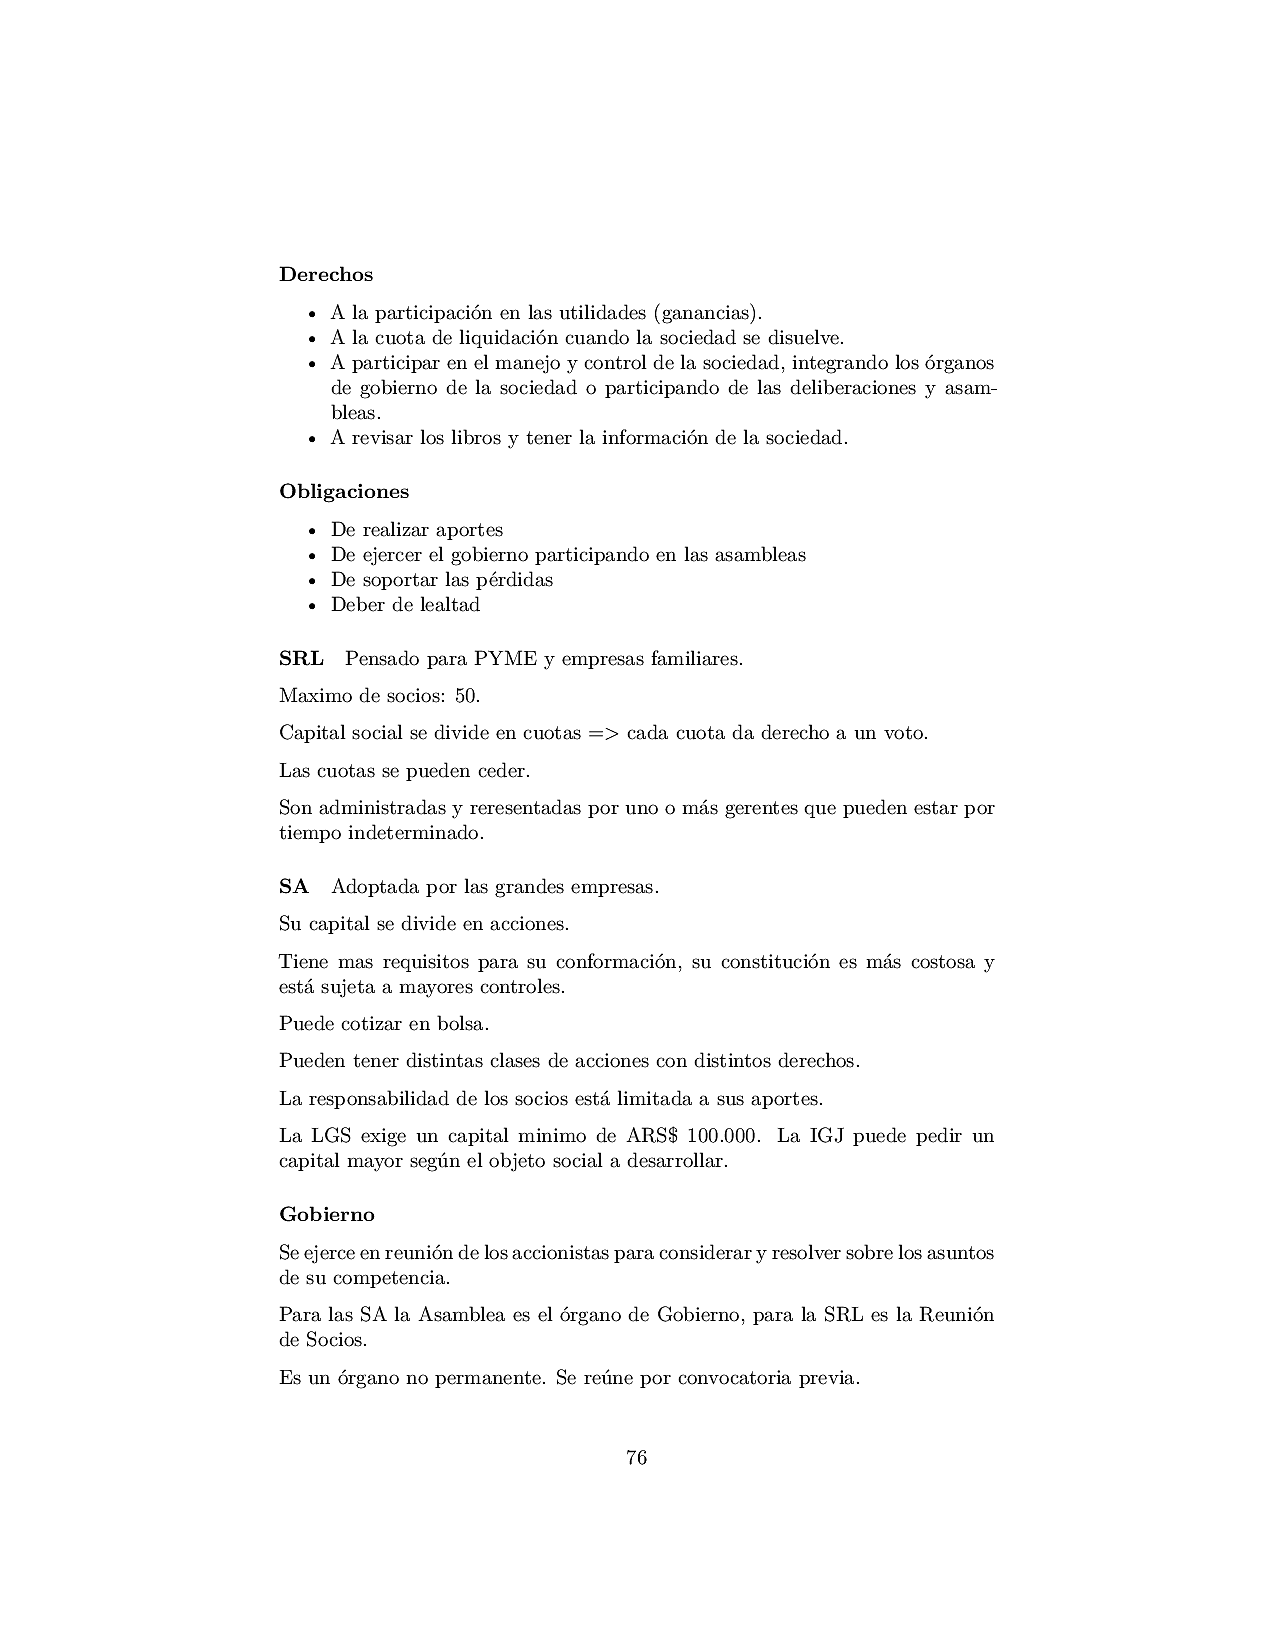 Derechos
• A la participación en las utilidades (ganancias).
• A la cuota de liquidación cuando la sociedad se disuelve.
• A participar en el manejo y control de la sociedad, integrando los órganos
de gobierno de la sociedad o participando de las deliberaciones y asam-
bleas.
• A revisar los libros y tener la información de la sociedad.
Obligaciones
• De realizar aportes
• De ejercer el gobierno participando en las asambleas
• De soportar las pérdidas
• Deber de lealtad
SRL Pensado para PYME y empresas familiares.
Maximo de socios: 50.
Capital social se divide en cuotas => cada cuota da derecho a un voto.
Las cuotas se pueden ceder.
Son administradas y reresentadas por uno o más gerentes que pueden estar por
tiempo indeterminado.
SA Adoptada por las grandes empresas.
Su capital se divide en acciones.
Tiene mas requisitos para su conformación, su constitución es más costosa y
está sujeta a mayores controles.
Puede cotizar en bolsa.
Pueden tener distintas clases de acciones con distintos derechos.
La responsabilidad de los socios está limitada a sus aportes.
La LGS exige un capital minimo de ARS$ 100.000. La IGJ puede pedir un
capital mayor según el objeto social a desarrollar.
Gobierno
Se ejerce en reunión de los accionistas para considerar y resolver sobre los asuntos
de su competencia.
Para las SA la Asamblea es el órgano de Gobierno, para la SRL es la Reunión
de Socios.
Es un órgano no permanente. Se reúne por convocatoria previa.
76